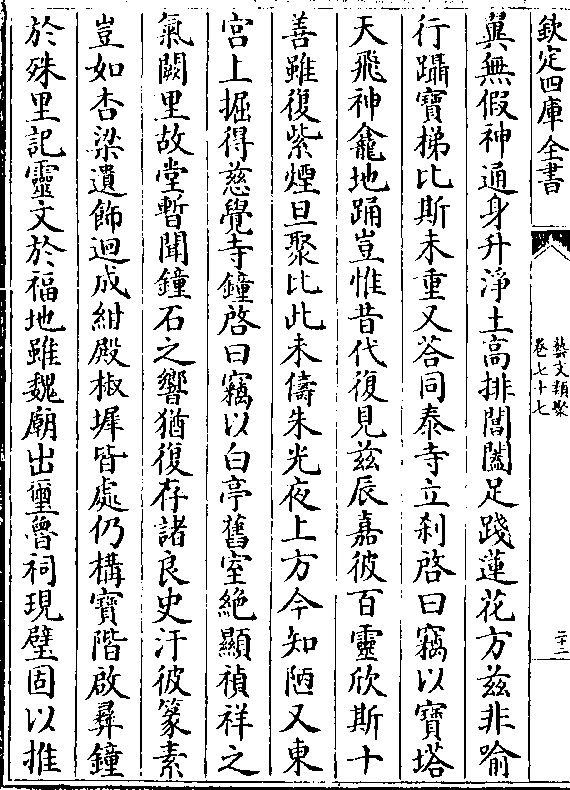 欽定四庫全書
藝文類聚
卷七十七
二十二
翼無假神通身升淨土高排閶闔足踐蓮花方茲非喻
行躡寶梯比斯未重又答同泰寺立刹啓曰竊以寶塔
天飛神龕地踊豈惟昔代復見茲辰嘉彼百靈欣斯十
善雖復紫煙旦聚比此未儔朱光夜上方今知陋又東
宫上掘得慈覺寺鐘啓曰竊以白亭舊室絶顯禎祥之
氣闕里故堂暫聞鐘石之響猶復存諸良史汗彼篆素
豈如杏梁遺飾迴成紺殿椒墀昔處仍構寶階啟彛鐘
於殊里記靈文於福地雖魏廟出璽魯祠現璧固以推